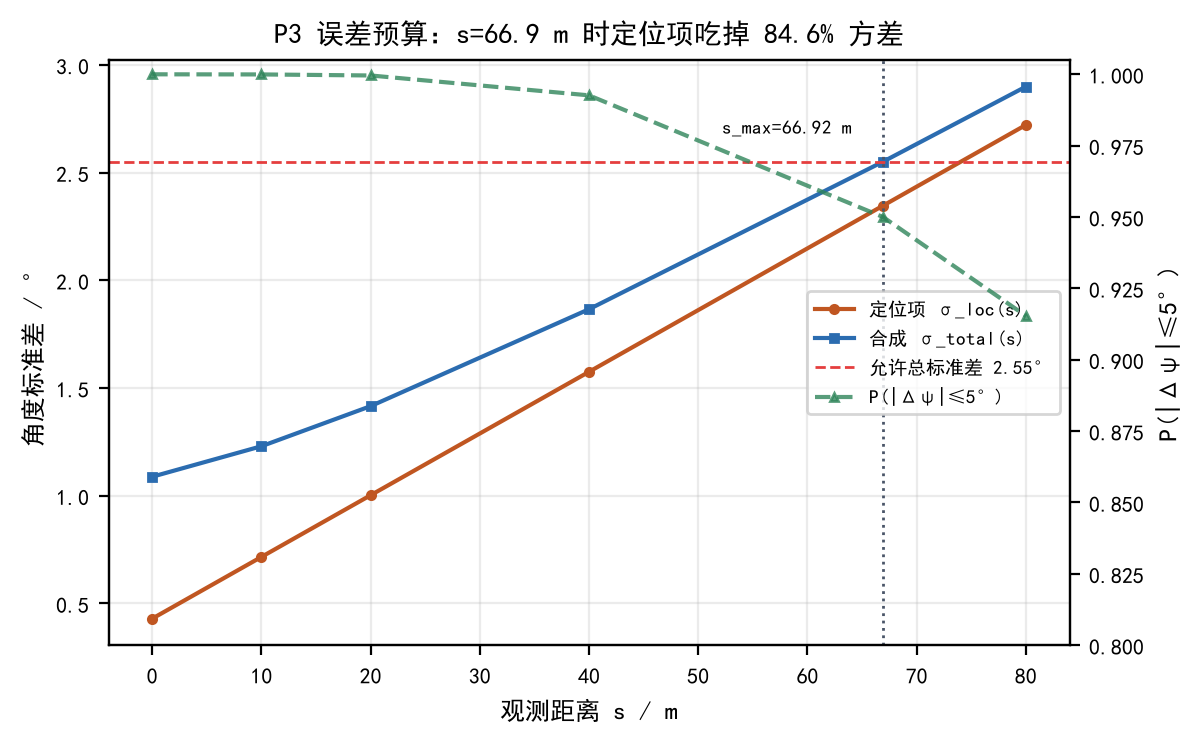 P3 误差预算：s=66.9 m 时定位项吃掉 84.6% 方差
3.0
2.5
2.0
1.5
1.0
0.5
角度标准差 / °
s_max=66.92 m
定位项 σ_loc(s)
合成 σ_total(s)
允许总标准差 2.55°
P(|Δψ|≤5°)
1.000
0.975
0.950
0.925
0.900
0.875
0.850
0.825
0.800
P(|Δψ|≤5°)
0 10 20 30 40 50 60 70 80
观测距离 s / m